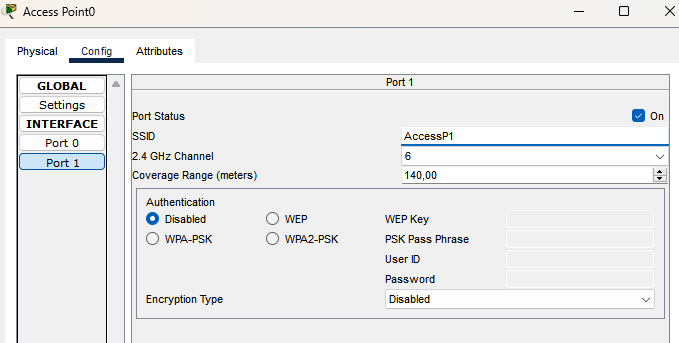 Access Point0
Physical Config Attributes
GLOBAL
Settings
INTERFACE
Port 0
Port 1
Port 1
Port Status On
SSID AccessP1
2.4 GHz Channel 6
Coverage Range (meters) 140,00
Authentication
Disabled WEP WEP Key
WPA-PSK WPA2-PSK PSK Pass Phrase
User ID
Password
Encryption Type Disabled